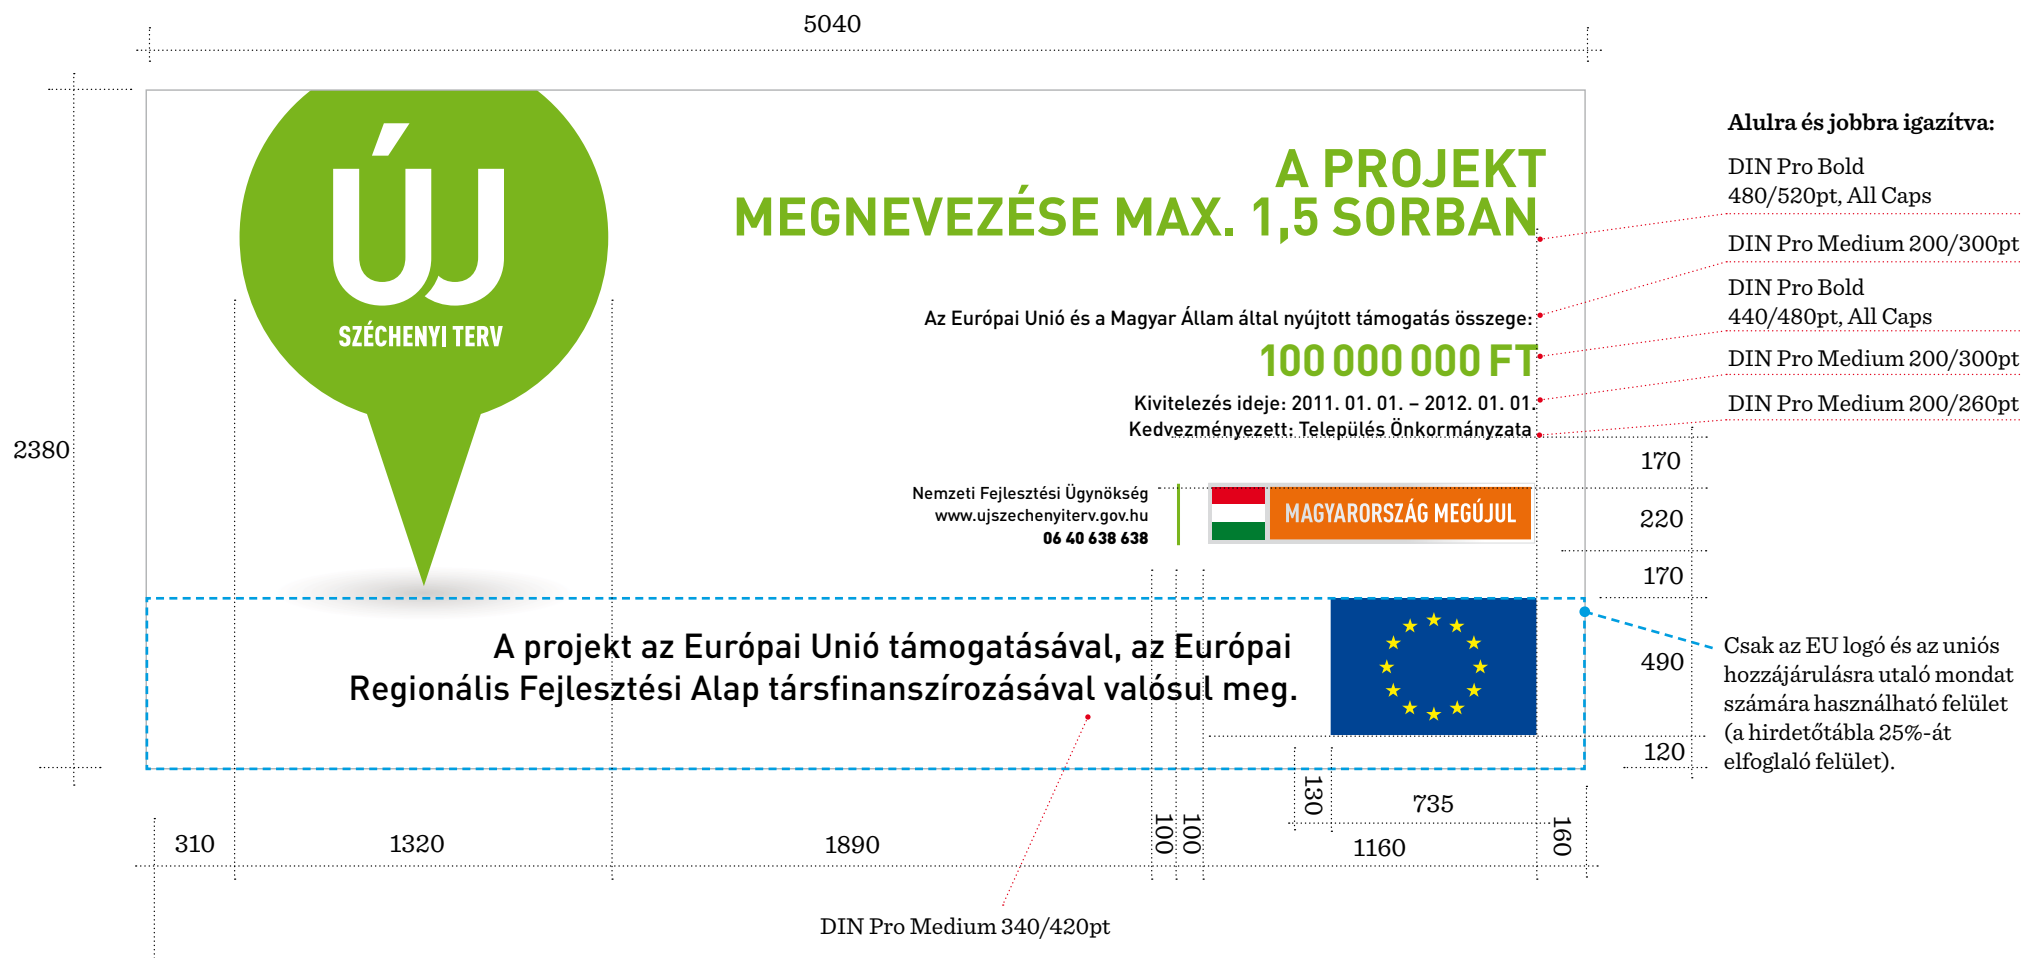 5040
2380
ÚJ
SZÉCHENYI TERV
A PROJEKT
MEGNEVEZÉSE MAX. 1,5 SORBAN
Az Európai Unió és a Magyar Állam által nyújtott támogatás összege:
100 000 000 FT
Kivitelezés ideje: 2011. 01. 01. – 2012. 01. 01.
Kedvezményezett: Település Önkormányzata
Nemzeti Fejlesztési Ügynökség
www.ujszechenyiterv.gov.hu
06 40 638 638
MAGYARORSZÁG MEGÚJUL
A projekt az Európai Unió támogatásával, az Európai
Regionális Fejlesztési Alap társfinanszírozásával valósul meg.
Alulra és jobbra igazítva:
DIN Pro Bold
480/520pt, All Caps
DIN Pro Medium 200/300pt
DIN Pro Bold
440/480pt, All Caps
DIN Pro Medium 200/300pt
DIN Pro Medium 200/260pt
170
220
170
490
120
Csak az EU logó és az uniós
hozzájárulásra utaló mondat
számára használható felület
(a hirdetőtábla 25%-át
elfoglaló felület).
310
1320
1890
100
100
130
735
1160
160
DIN Pro Medium 340/420pt